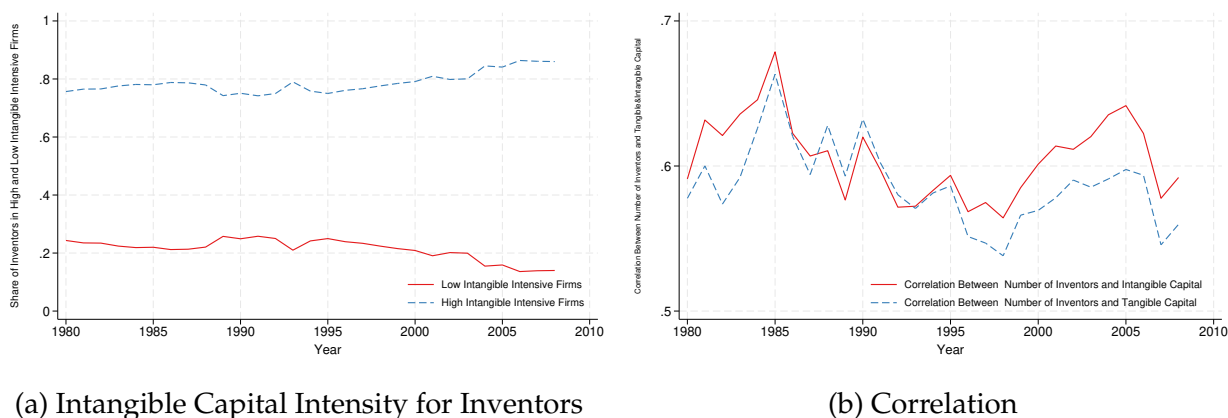 Share of Inventors in High and Low Intangible Intensive Firms
1
.8
.6
.4
.2
0
Low Intangible Intensive Firms
High Intangible Intensive Firms
1980 1985 1990 1995 2000 2005 2010
Year
(a) Intangible Capital Intensity for Inventors
Correlation Between Number of Inventors and Tangible&Intangible Capital
.7
.6
.5
Correlation Between Number of Inventors and Intangible Capital
Correlation Between Number of Inventors and Tangible Capital
1980 1985 1990 1995 2000 2005 2010
Year
(b) Correlation